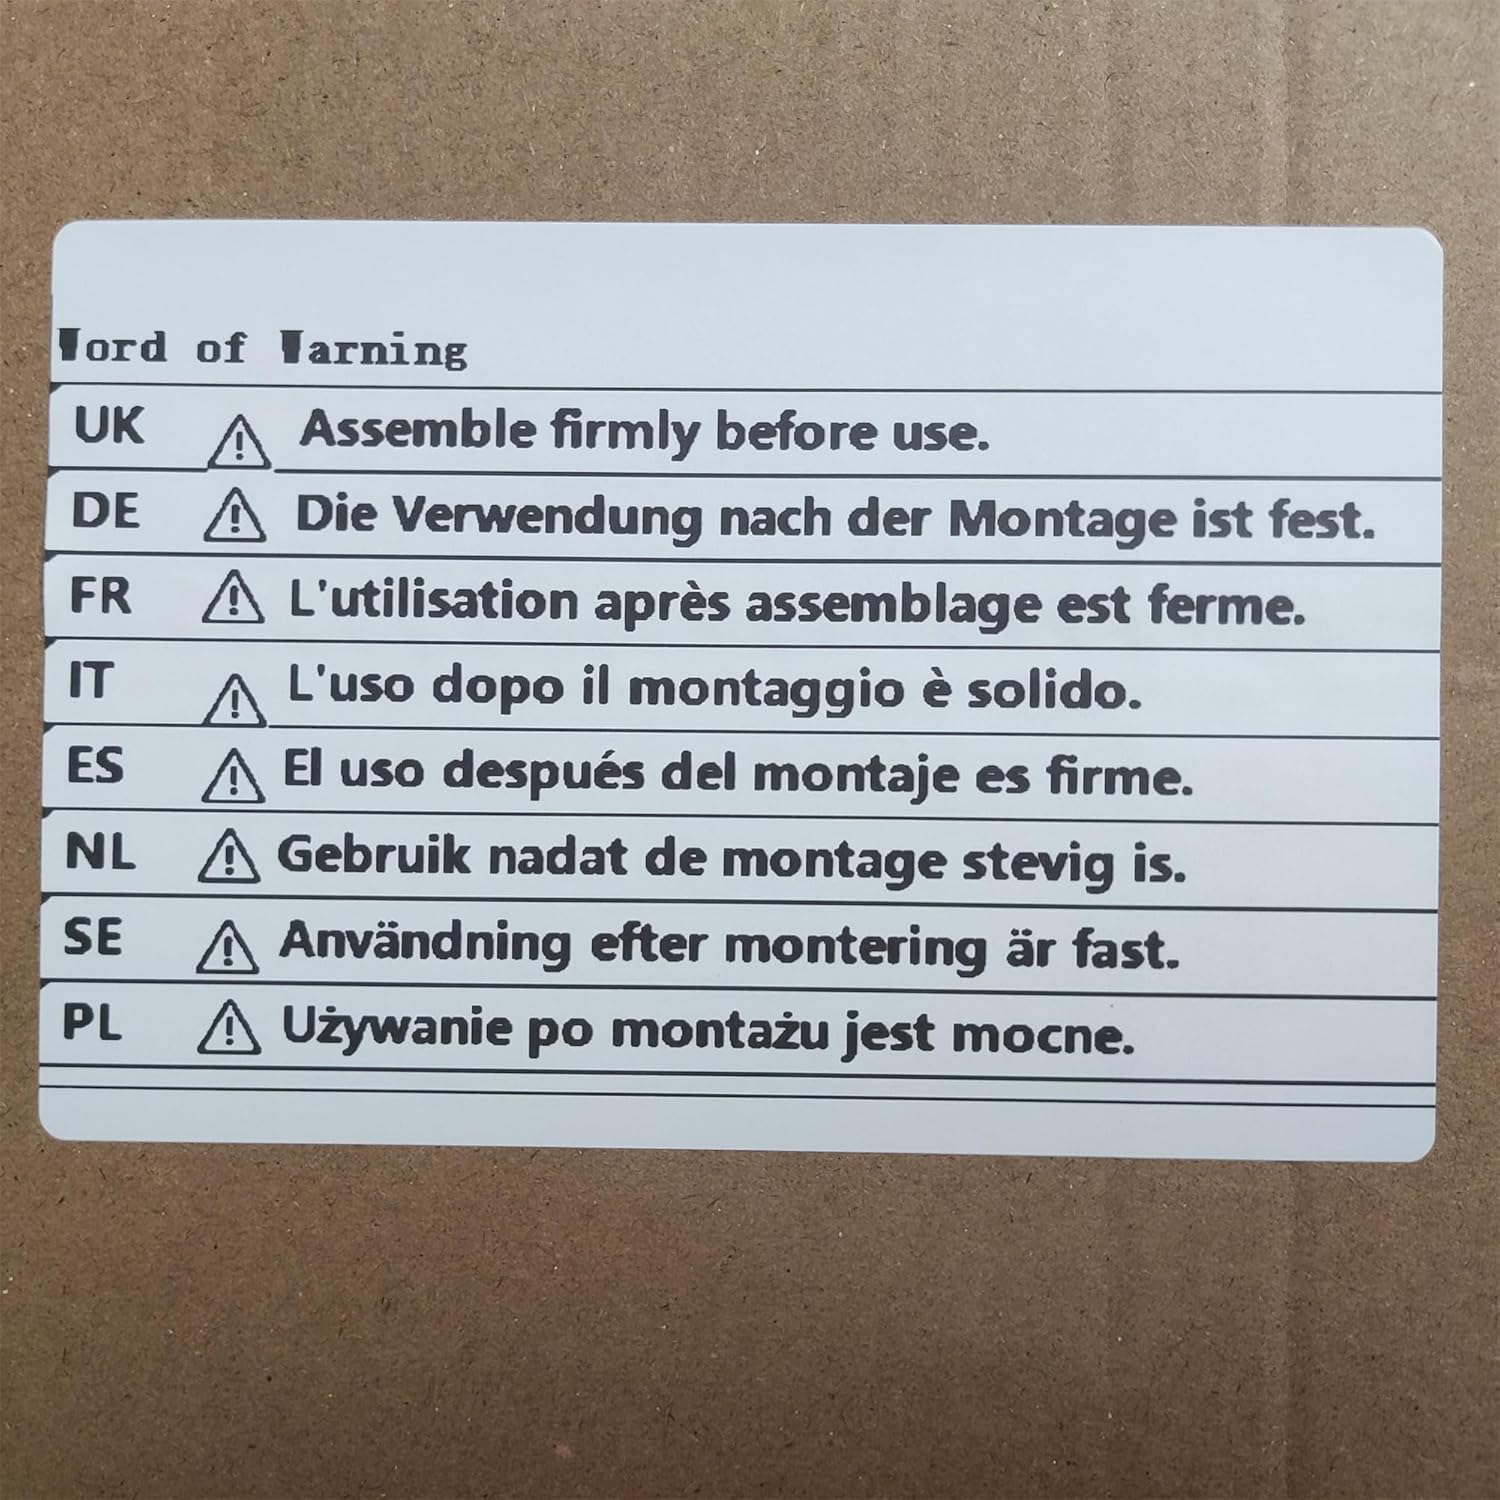 Word of Warning
UK Assemble firmly before use.
DE Die Verwendung nach der Montage ist fest.
FR L'utilisation après assemblage est ferme.
IT L'uso dopo il montaggio è solido.
ES El uso después del montaje es firme.
NL Gebruik nadat de montage stevig is.
SE Användning efter montering är fast.
PL Używanie po montażu jest mocne.